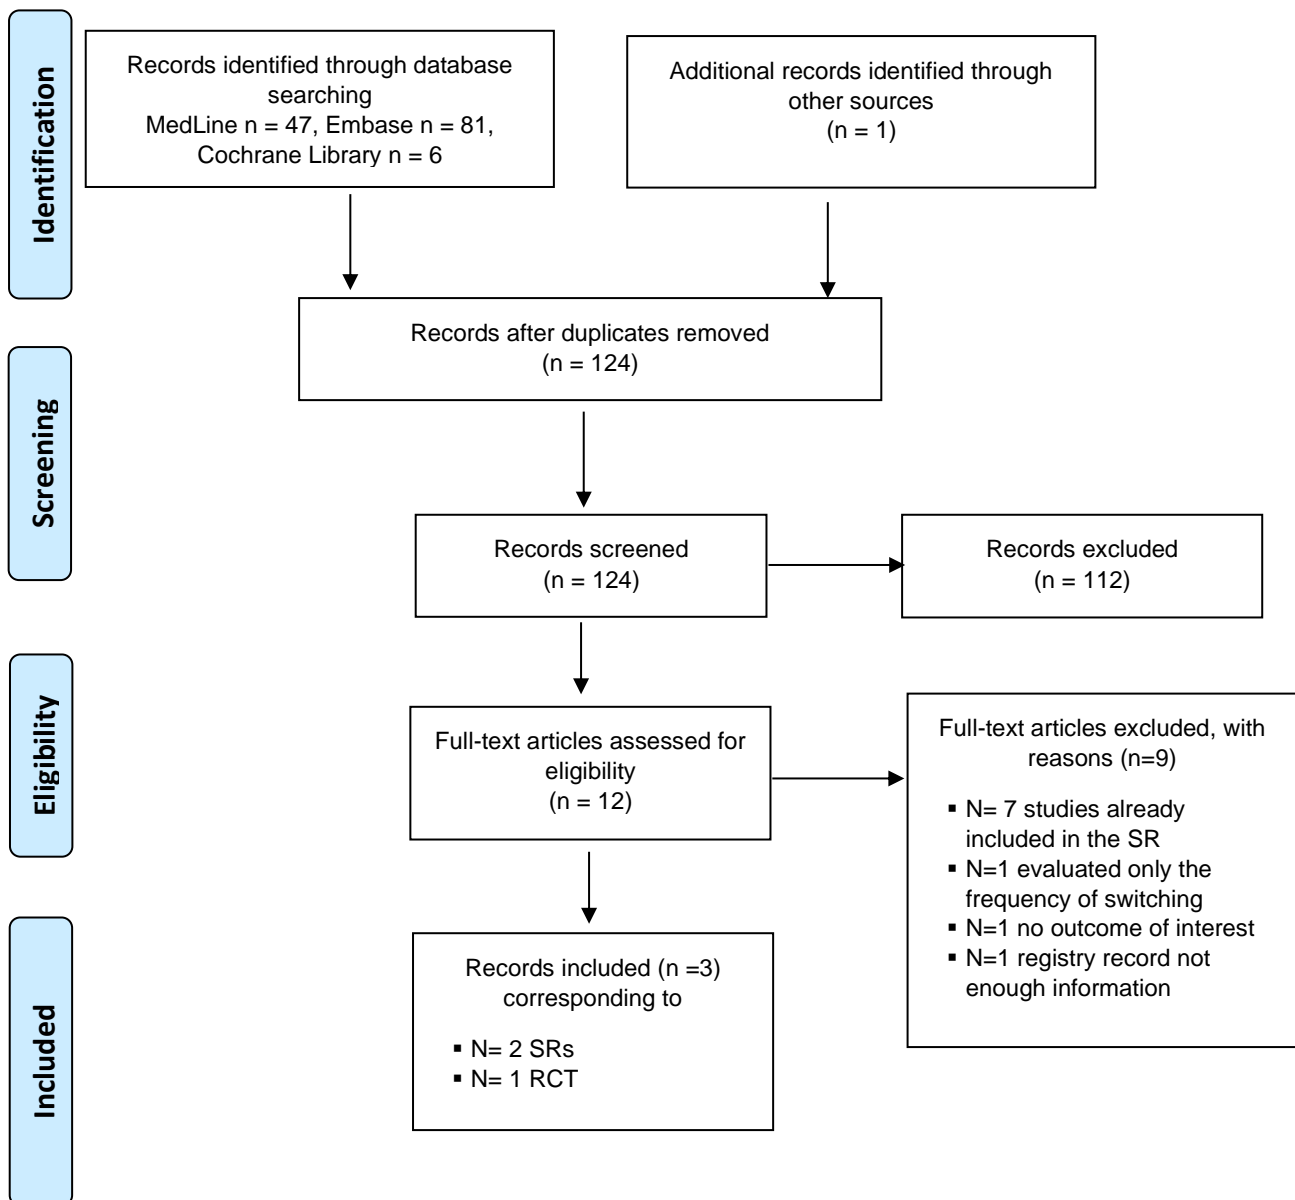 Identification
Records identified through database
searching
MedLine n = 47, Embase n = 81,
Cochrane Library n = 6
Additional records identified through
other sources
(n = 1)
Records after duplicates removed
(n = 124)
Screening
Records screened
(n = 124)
Records excluded
(n = 112)
Eligibility
Full-text articles assessed for
eligibility
(n = 12)
Full-text articles excluded, with
reasons (n=9)
▪ N= 7 studies already
included in the SR
▪ N=1 evaluated only the
frequency of switching
▪ N=1 no outcome of interest
▪ N=1 registry record not
enough information
Included
Records included (n =3)
corresponding to
▪ N= 2 SRs
▪ N= 1 RCT